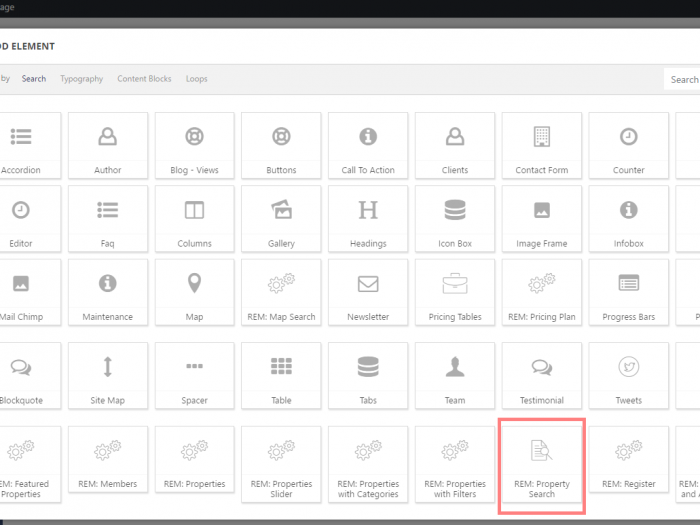 age
DD ELEMENT
by Search Typography Content Blocks Loops Search
Accordion Author Blog - Views Buttons Call To Action Clients Contact Form Counter
Editor Faq Columns Gallery Headings Icon Box Image Frame Infobox
Mail Chimp Maintenance Map REM: Map Search Newsletter Pricing Tables REM: Pricing Plan Progress Bars P
Blockquote Site Map Spacer Table Tabs Team Testimonial Tweets
REM: Featured REM: Members REM: Properties REM: Properties REM: Properties REM: Properties REM: Property REM: Register RE
Properties Slider with Categories with Filters Search and A